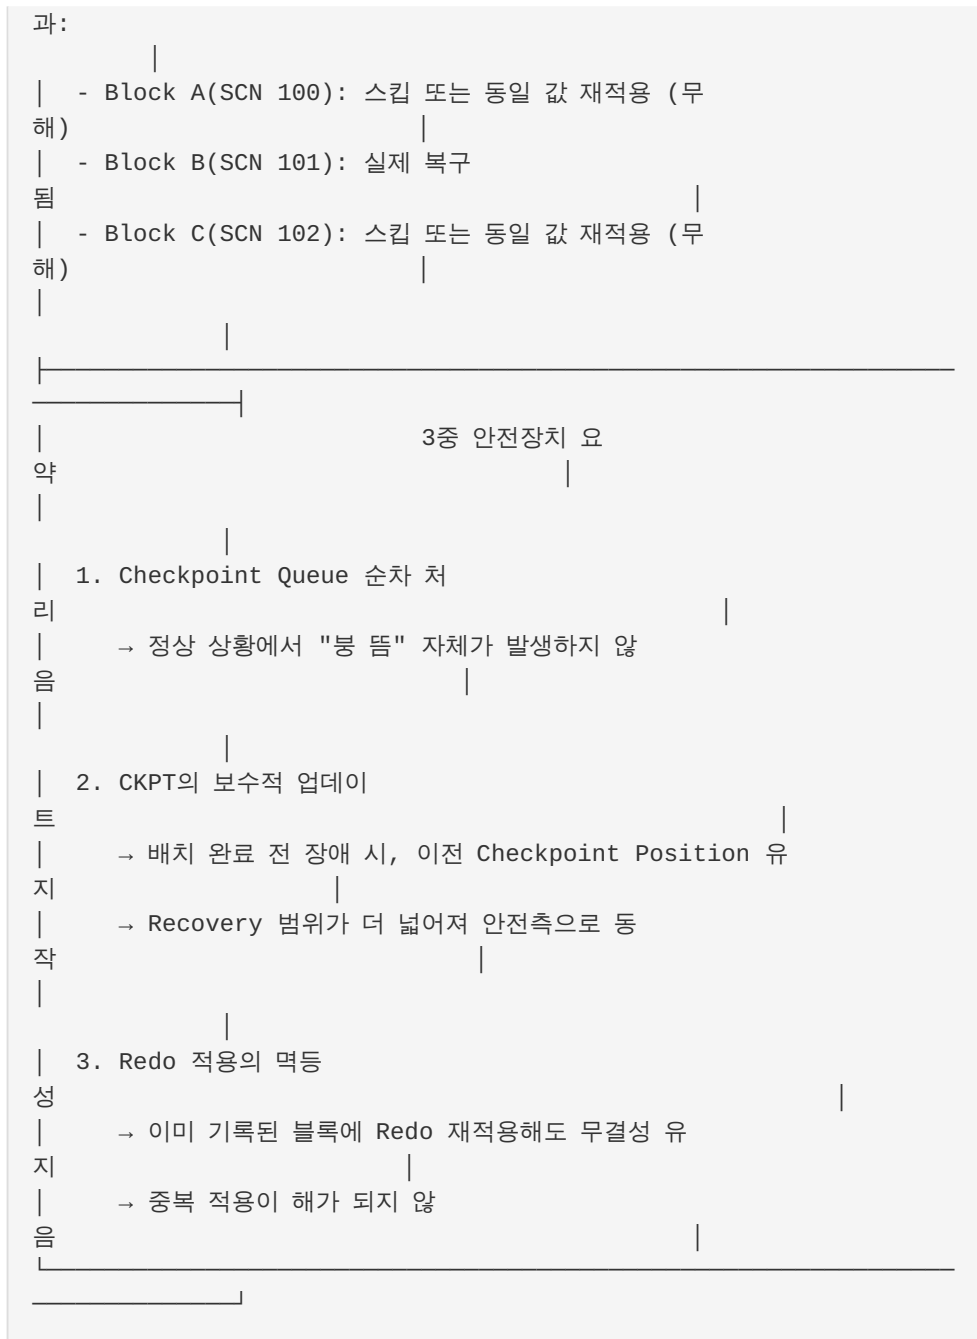 과:
│
│  - Block A(SCN 100): 스킵 또는 동일 값 재적용 (무
해)                         │
│  - Block B(SCN 101): 실제 복구
됨                                             │
│  - Block C(SCN 102): 스킵 또는 동일 값 재적용 (무
해)                         │
│
│
├───────────────────────────────────────────────────────────────
──────────────┤
│                          3중 안전장치 요
약                                    │
│
│
│  1. Checkpoint Queue 순차 처
리                                               │
│     → 정상 상황에서 "붕 뜸" 자체가 발생하지 않
음                             │
│
│
│  2. CKPT의 보수적 업데이
트                                                   │
│     → 배치 완료 전 장애 시, 이전 Checkpoint Position 유
지                    │
│     → Recovery 범위가 더 넓어져 안전측으로 동
작                              │
│
│
│  3. Redo 적용의 멱등
성                                                       │
│     → 이미 기록된 블록에 Redo 재적용해도 무결성 유
지                         │
│     → 중복 적용이 해가 되지 않
음                                             │
└───────────────────────────────────────────────────────────────
──────────────┘